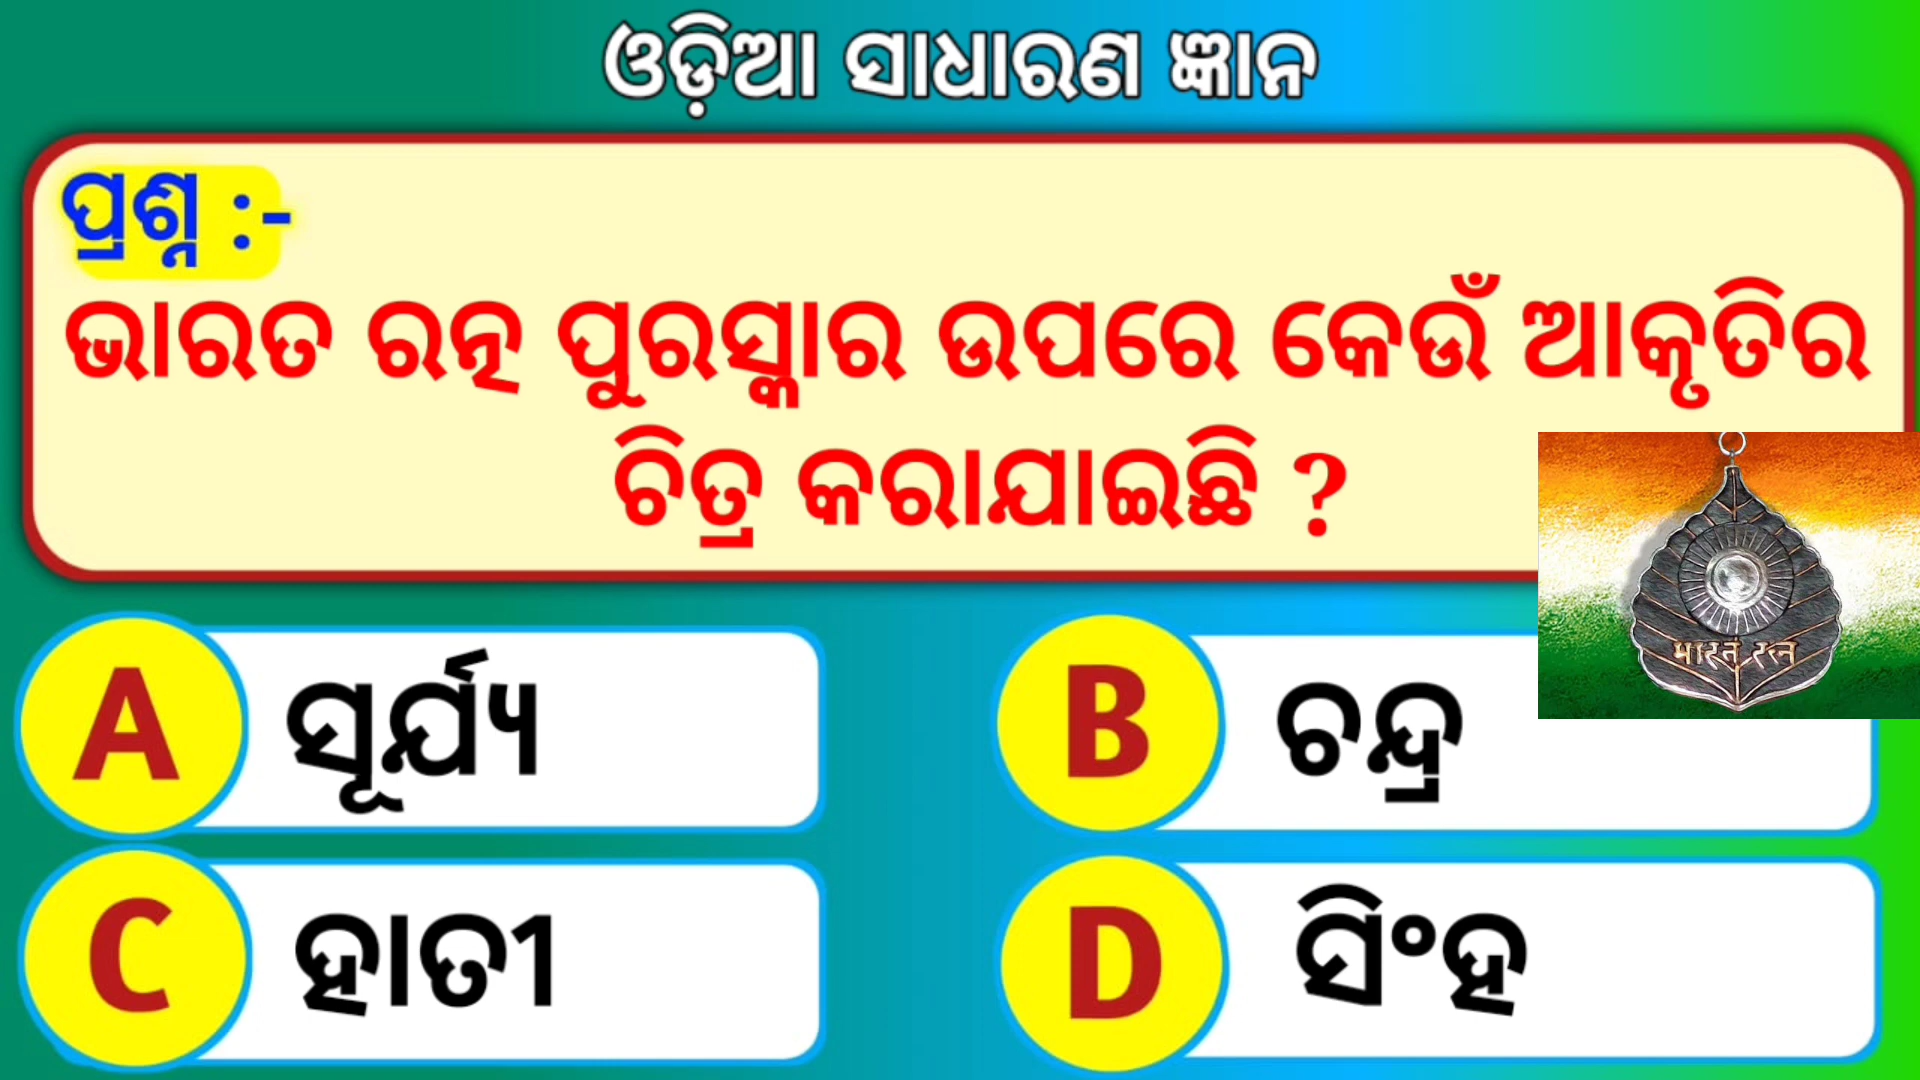 ଓଡ଼ିଆ ସାଧାରଣ ଜ୍ଞାନ
ପ୍ରଶ୍ନ :-
ଭାରତ ରତ୍ନ ପୁରସ୍କାର ଉପରେ କେଉଁ ଆକୃତିର
ଚିତ୍ର କରାଯାଇଛି ?
भारत रत्न
A ସୂର୍ଯ୍ୟ
B ଚନ୍ଦ୍ର
C ହାତୀ
D ସିଂହ